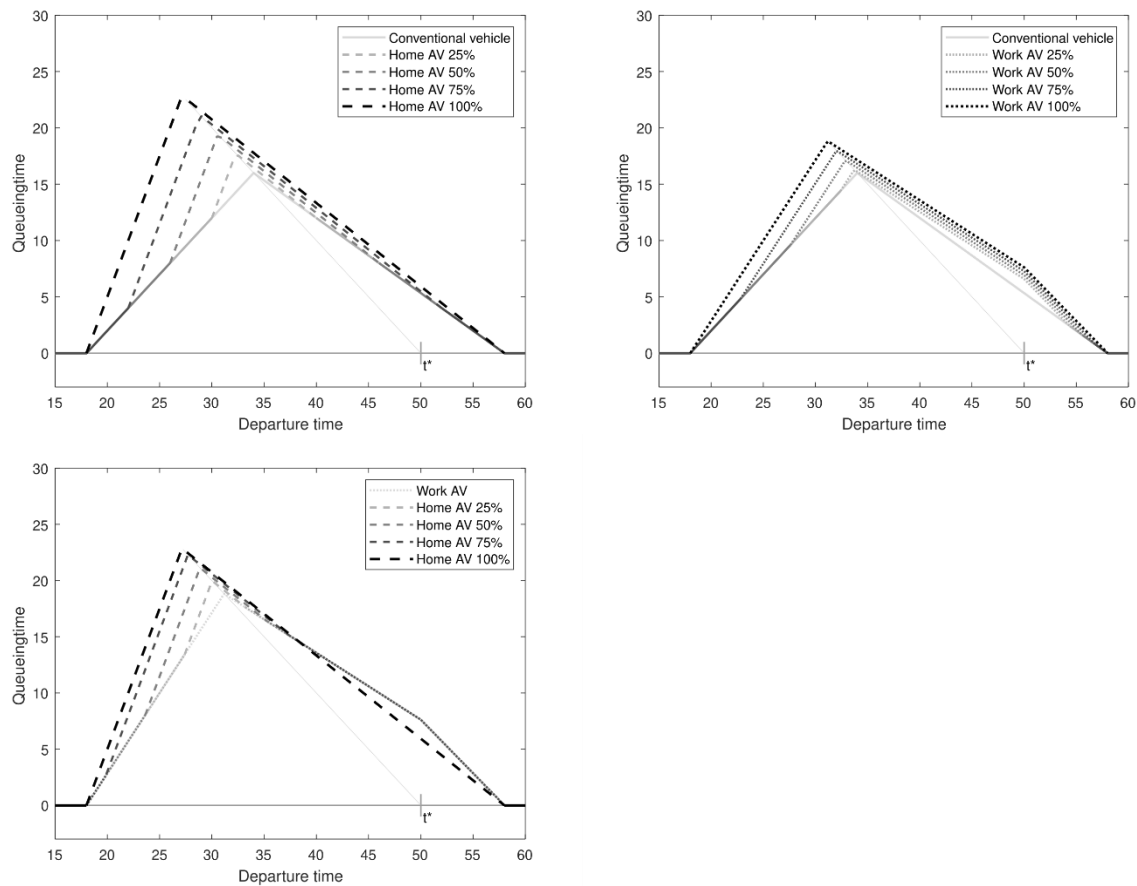 30
25
20
15
10
5
0
Queueingtime
Conventional vehicle
Home AV 25%
Home AV 50%
Home AV 75%
Home AV 100%
t*
15 20 25 30 35 40 45 50 55 60
Departure time
30
25
20
15
10
5
0
Queueingtime
Conventional vehicle
Work AV 25%
Work AV 50%
Work AV 75%
Work AV 100%
t*
15 20 25 30 35 40 45 50 55 60
Departure time
30
25
20
15
10
5
0
Queueingtime
Work AV
Home AV 25%
Home AV 50%
Home AV 75%
Home AV 100%
t*
15 20 25 30 35 40 45 50 55 60
Departure time